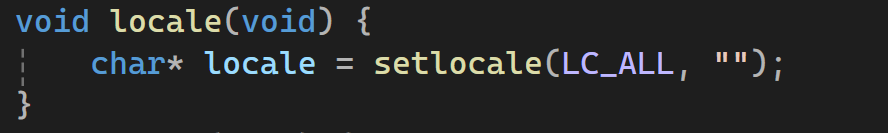 void locale(void) {
    char* locale = setlocale(LC_ALL, "");
}